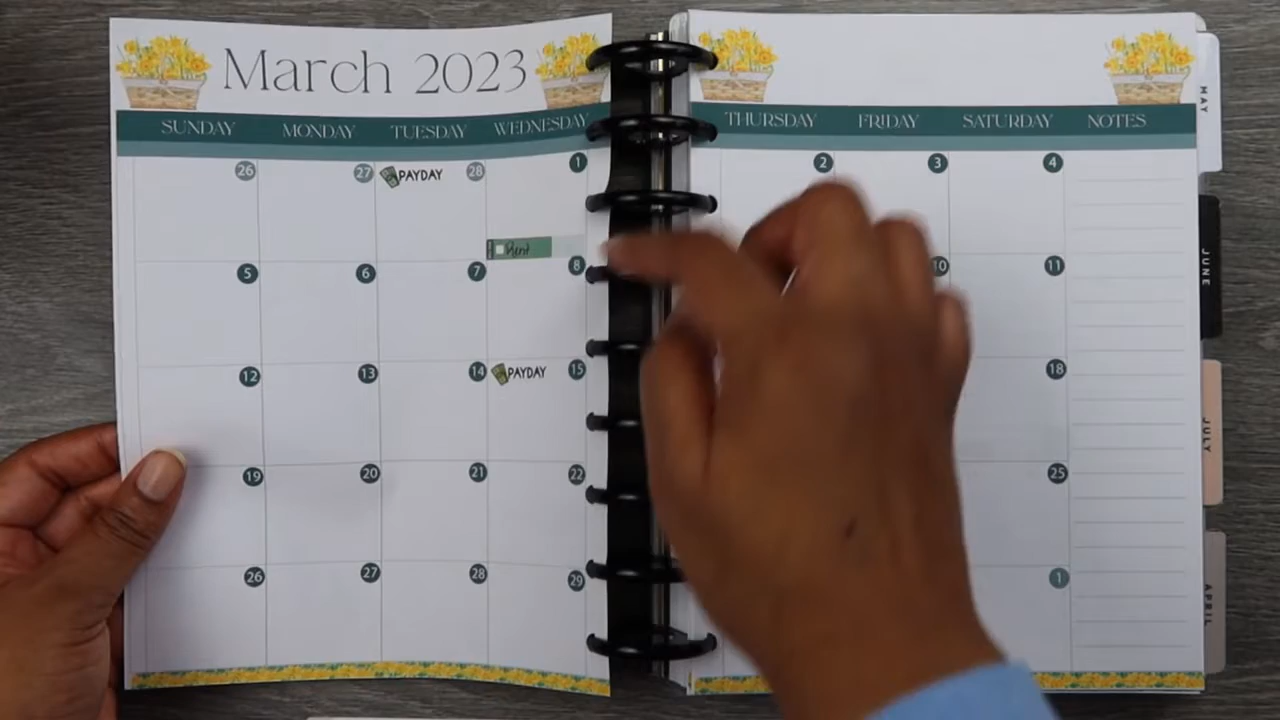 March 2023
SUNDAY MONDAY TUESDAY WEDNESDAY THURSDAY FRIDAY SATURDAY NOTES
26 27 PAYDAY 28 1 2 3 4
Rent
5 6 7 8 10 11
12 13 14 PAYDAY 15 18
19 20 21 22 25
26 27 28 29 1
MAY
JUNE
JULY
APRIL